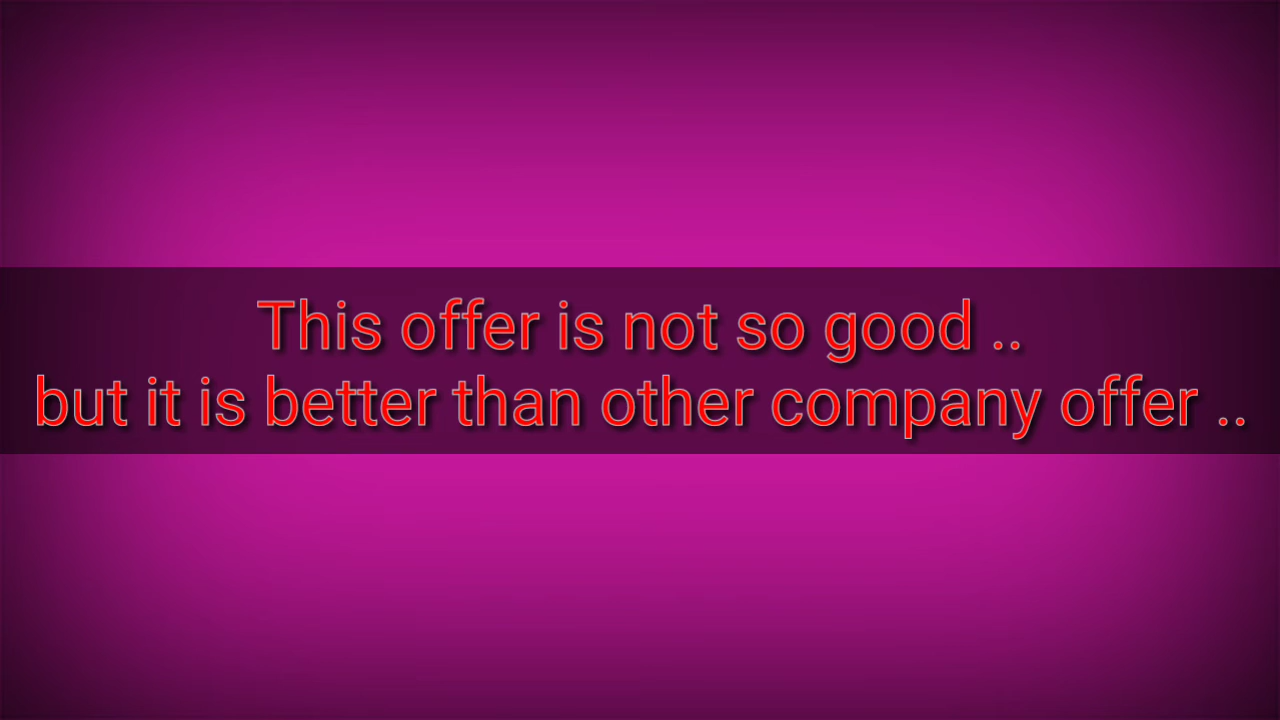 This offer is not so good ..
but it is better than other company offer ..